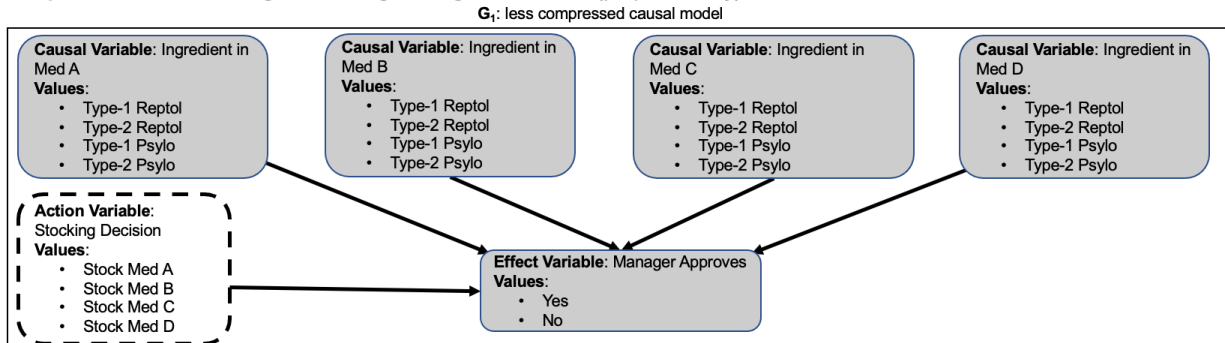 G₁: less compressed causal model
Causal Variable: Ingredient in
Med A
Values:
• Type-1 Reptol
• Type-2 Reptol
• Type-1 Psylo
• Type-2 Psylo
Causal Variable: Ingredient in
Med B
Values:
• Type-1 Reptol
• Type-2 Reptol
• Type-1 Psylo
• Type-2 Psylo
Causal Variable: Ingredient in
Med C
Values:
• Type-1 Reptol
• Type-2 Reptol
• Type-1 Psylo
• Type-2 Psylo
Causal Variable: Ingredient in
Med D
Values:
• Type-1 Reptol
• Type-2 Reptol
• Type-1 Psylo
• Type-2 Psylo
Action Variable:
Stocking Decision
Values:
• Stock Med A
• Stock Med B
• Stock Med C
• Stock Med D
Effect Variable: Manager Approves
Values:
• Yes
• No